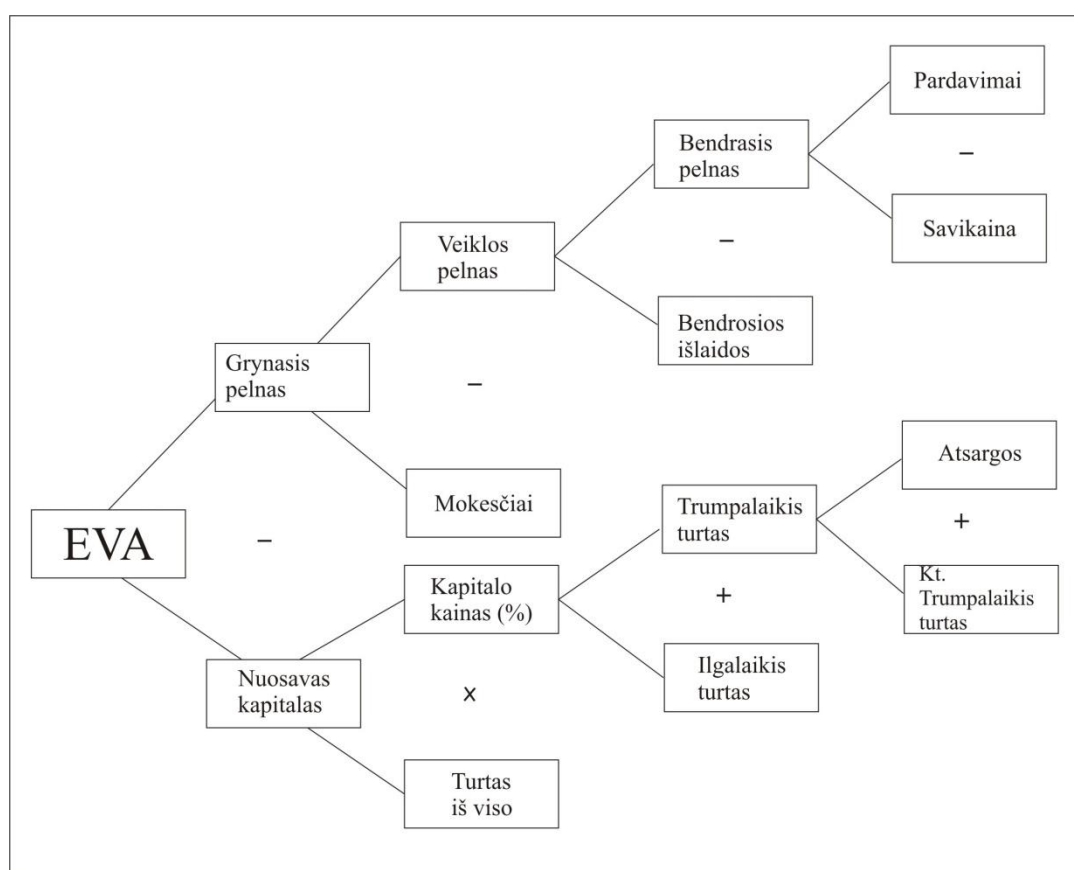 Pardavimai
Bendrasis
pelnas
–
Veiklos
pelnas
–
Savikaina
Bendrosios
išlaidos
Grynasis
pelnas
–
Atsargos
Mokesčiai
Trumpalaikis
turtas
+
EVA
–
Kapitalo
kainas (%)
+
Kt.
Trumpalaikis
turtas
Nuosavas
kapitalas
x
Ilgalaikis
turtas
Turtas
iš viso